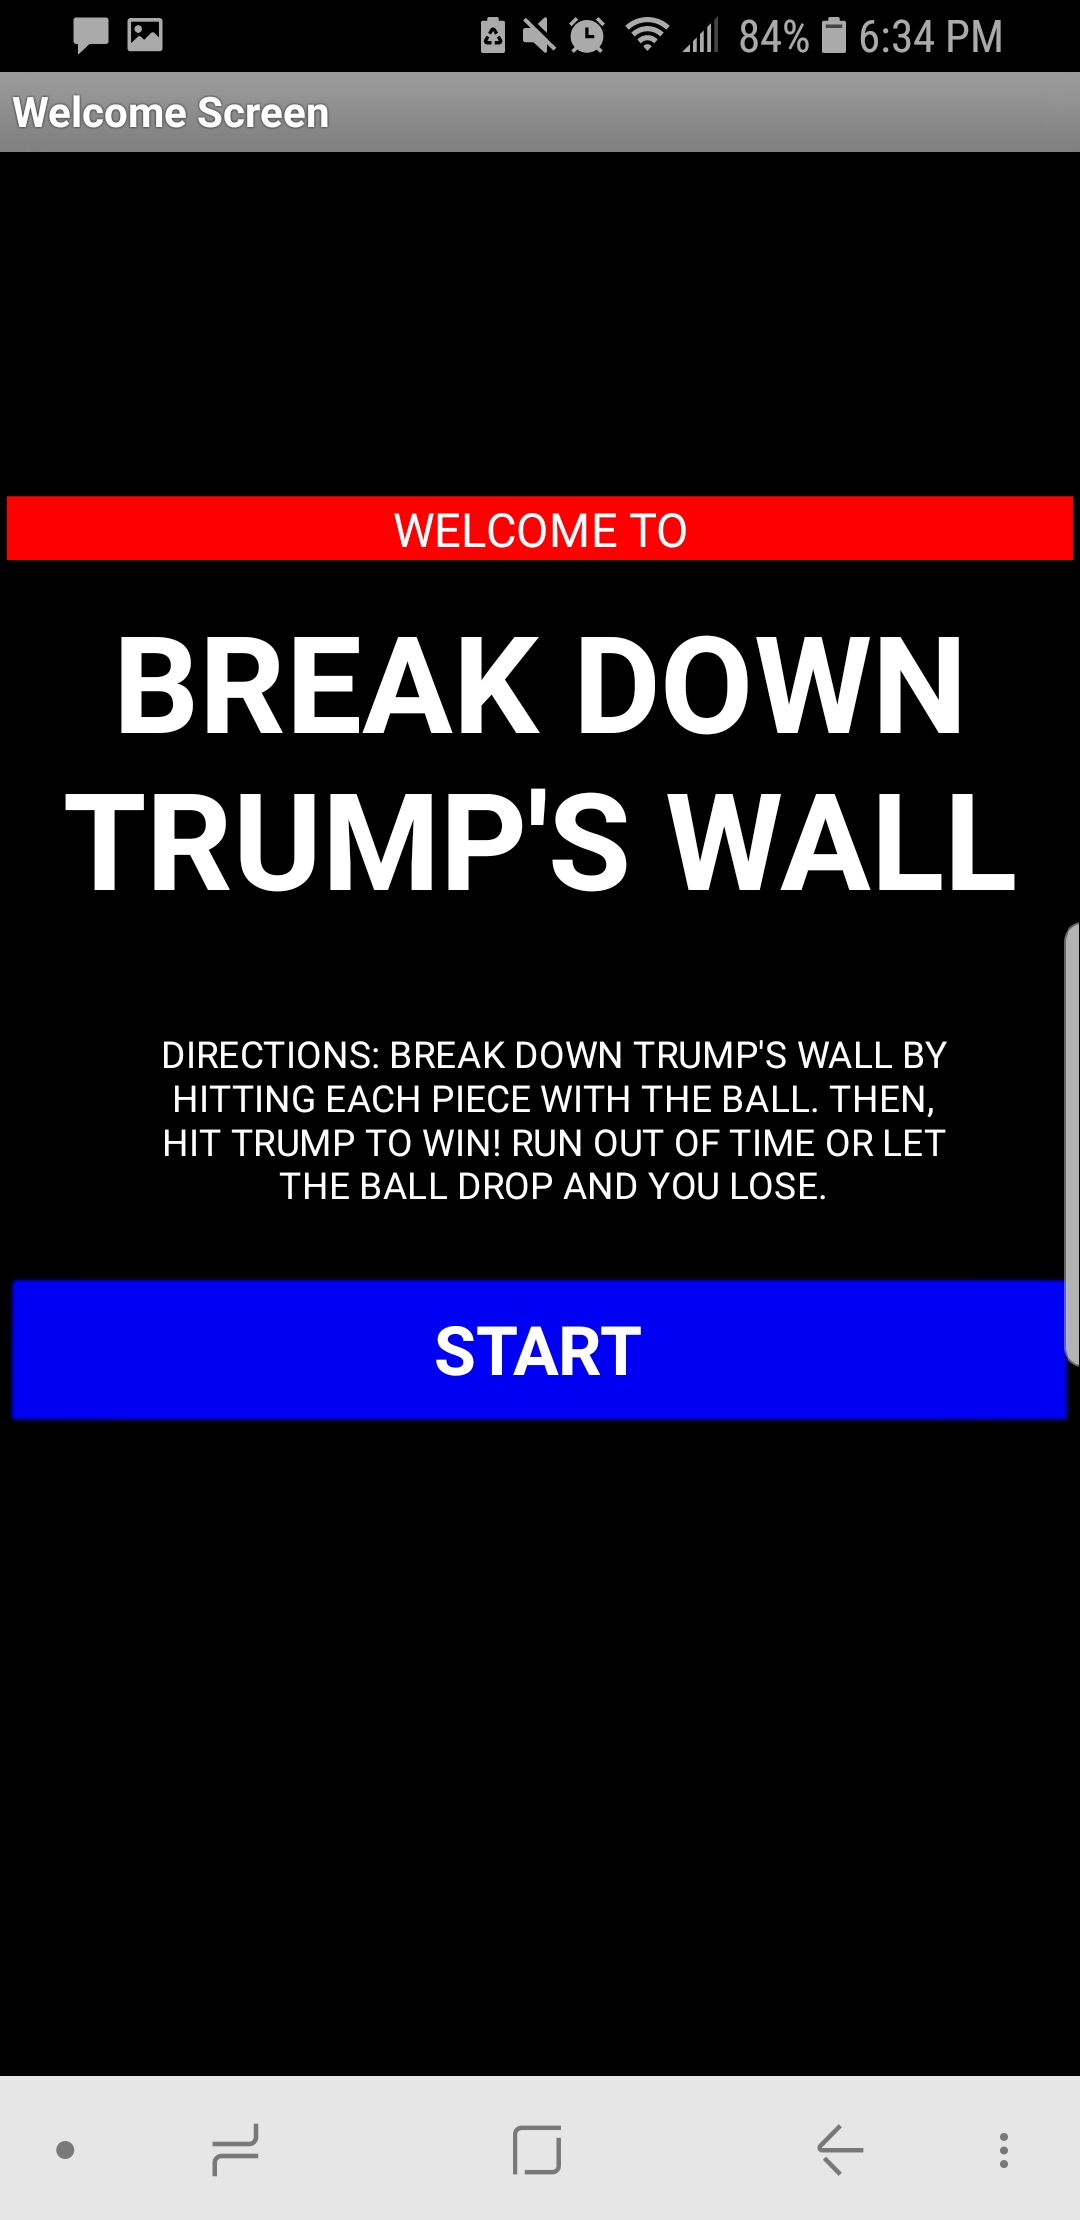 84% 6:34 PM
Welcome Screen
WELCOME TO
BREAK DOWN
TRUMP'S WALL
DIRECTIONS: BREAK DOWN TRUMP'S WALL BY
HITTING EACH PIECE WITH THE BALL. THEN,
HIT TRUMP TO WIN! RUN OUT OF TIME OR LET
THE BALL DROP AND YOU LOSE.
START